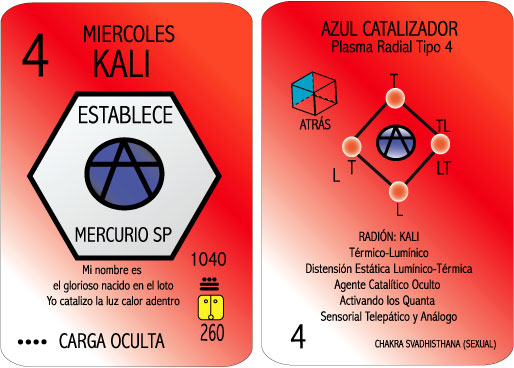 4
MIERCOLES
KALI
ESTABLECE
MERCURIO SP
Mi nombre es
el glorioso nacido en el loto
Yo catalizo la luz calor adentro
1040
260
CARGA OCULTA
AZUL CATALIZADOR
Plasma Radial Tipo 4
ATRÁS
T
TL
T
LT
L
L
RADIÓN: KALI
Térmico-Lumínico
Distensión Estática Lumínico-Térmica
Agente Catalítico Oculto
Activando los Quanta
Sensorial Telepático y Análogo
4
CHAKRA SVADHISTHANA (SEXUAL)